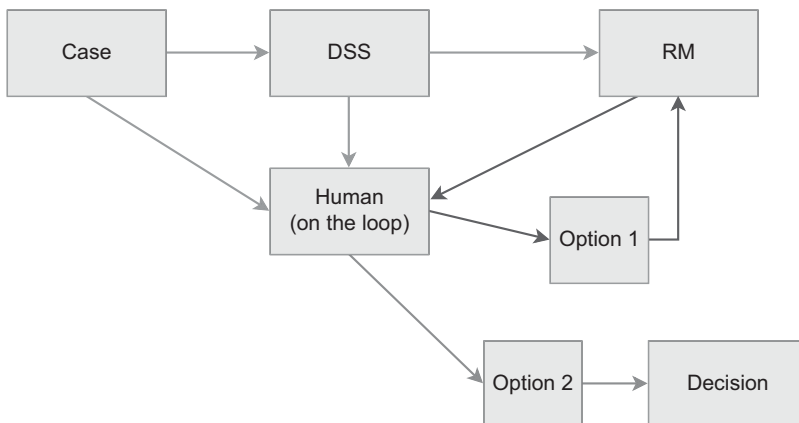 Case
DSS
RM
Human
(on the loop)
Option 1
Option 2
Decision